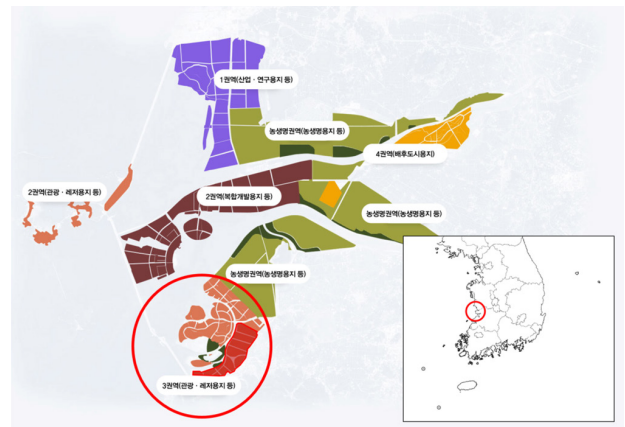 1권역(산업 · 연구용지 등)
농생명권역(농생명용지 등)
4권역(배후도시용지)
2권역(관광 · 레저용지 등)
2권역(복합개발용지 등)
농생명권역(농생명용지 등)
농생명권역(농생명용지 등)
3권역(관광 · 레저용지 등)